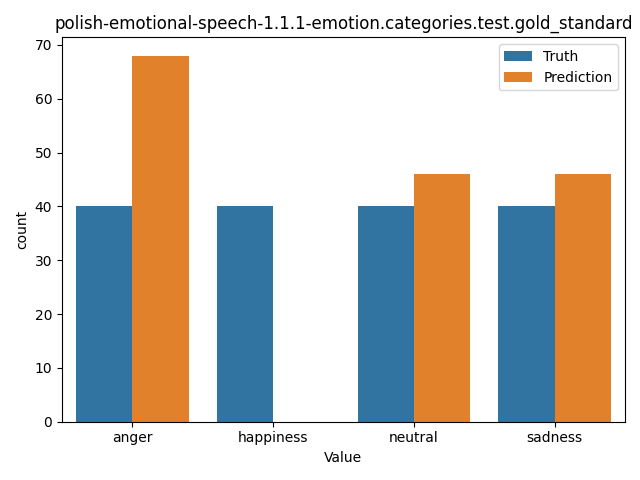 polish-emotional-speech-1.1.1-emotion.categories.test.gold_standard
Truth
Prediction
count
70
60
50
40
30
20
10
0
anger happiness neutral sadness
Value